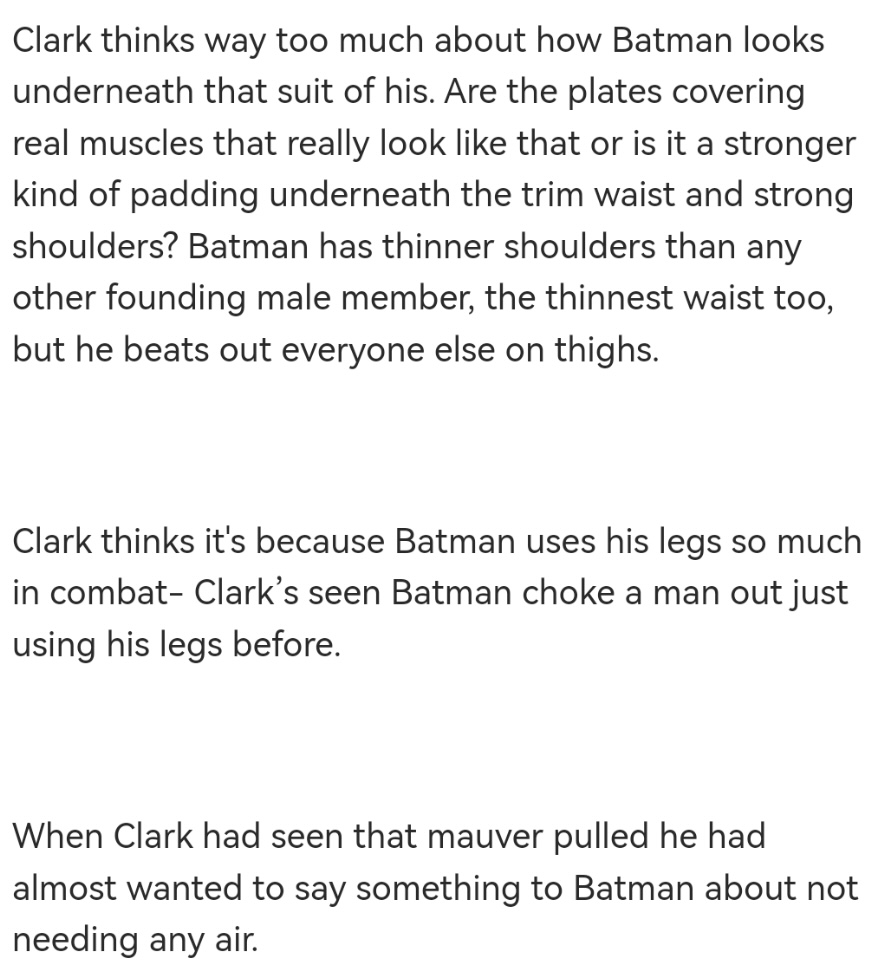 Clark thinks way too much about how Batman looks
underneath that suit of his. Are the plates covering
real muscles that really look like that or is it a stronger
kind of padding underneath the trim waist and strong
shoulders? Batman has thinner shoulders than any
other founding male member, the thinnest waist too,
but he beats out everyone else on thighs.
Clark thinks it's because Batman uses his legs so much
in combat– Clark’s seen Batman choke a man out just
using his legs before.
When Clark had seen that mauver pulled he had
almost wanted to say something to Batman about not
needing any air.